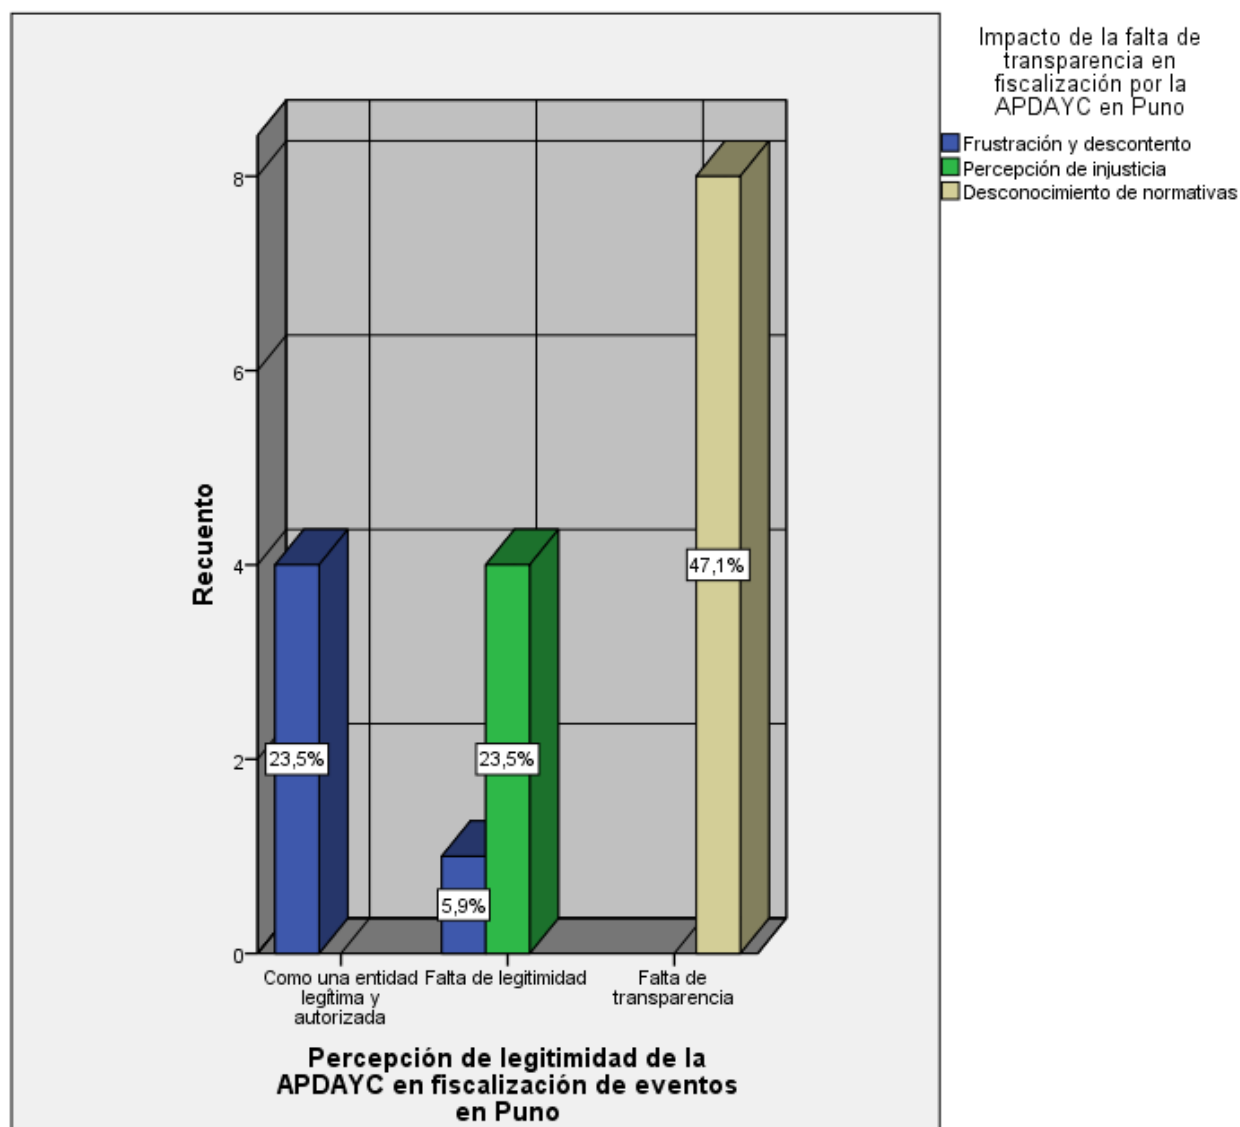 Impacto de la falta de
transparencia en
fiscalización por la
APDAYC en Puno
Frustración y descontento
Percepción de injusticia
Desconocimiento de normativas
Recuento
8
6
4
2
0
23,5%
5,9%
23,5%
47,1%
Como una entidad
legítima y
autorizada
Falta de legitimidad
Falta de
transparencia
Percepción de legitimidad de la
APDAYC en fiscalización de eventos
en Puno